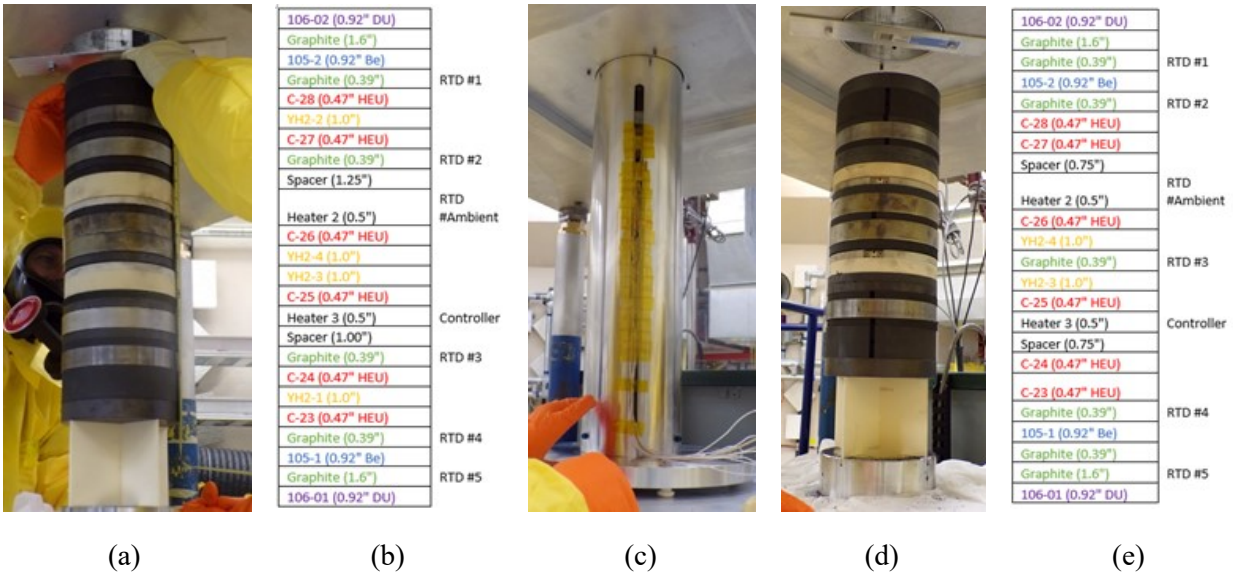 106-02 (0.92" DU)
Graphite (1.6")
105-2 (0.92" Be)
Graphite (0.39") RTD #1
C-28 (0.47" HEU)
YH2-2 (1.0")
C-27 (0.47" HEU)
Graphite (0.39") RTD #2
Spacer (1.25")
RTD
Heater 2 (0.5") #Ambient
C-26 (0.47" HEU)
YH2-4 (1.0")
YH2-3 (1.0")
C-25 (0.47" HEU)
Heater 3 (0.5") Controller
Spacer (1.00")
Graphite (0.39") RTD #3
C-24 (0.47" HEU)
YH2-1 (1.0")
C-23 (0.47" HEU)
Graphite (0.39") RTD #4
105-1 (0.92" Be)
Graphite (1.6") RTD #5
106-01 (0.92" DU)
106-02 (0.92" DU)
Graphite (1.6")
Graphite (0.39") RTD #1
105-2 (0.92" Be)
Graphite (0.39") RTD #2
C-28 (0.47" HEU)
C-27 (0.47" HEU)
Spacer (0.75")
RTD
Heater 2 (0.5") #Ambient
C-26 (0.47" HEU)
YH2-4 (1.0")
Graphite (0.39") RTD #3
YH2-3 (1.0")
C-25 (0.47" HEU)
Heater 3 (0.5") Controller
Spacer (0.75")
C-24 (0.47" HEU)
C-23 (0.47" HEU)
Graphite (0.39") RTD #4
105-1 (0.92" Be)
Graphite (0.39")
Graphite (1.6") RTD #5
106-01 (0.92" DU)
(a) (b) (c) (d) (e)